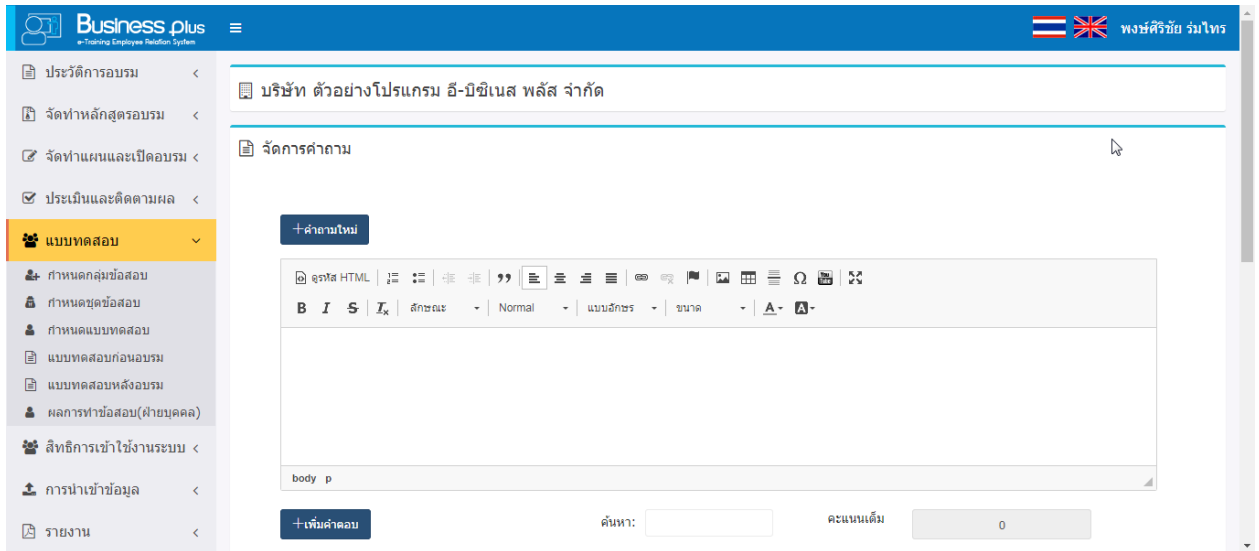 Business plus
e-Training Employee Relation System
พงษ์ศิริชัย ร่มไทร
ประวัติการอบรม
จัดทำหลักสูตรอบรม
จัดทำแผนและเปิดอบรม
ประเมินและติดตามผล
แบบทดสอบ
กำหนดกลุ่มข้อสอบ
กำหนดชุดข้อสอบ
กำหนดแบบทดสอบ
แบบทดสอบก่อนอบรม
แบบทดสอบหลังอบรม
ผลการทำข้อสอบ(ฝ่ายบุคคล)
สิทธิการเข้าใช้งานระบบ
การนำเข้าข้อมูล
รายงาน
บริษัท ตัวอย่างโปรแกรม อี-บิซิเนส พลัส จำกัด
จัดการคำถาม
+คำถามใหม่
ดูรหัส HTML
B I S Ix ลักษณะ Normal แบบอักษร ขนาด A A
body p
+เพิ่มคำตอบ ค้นหา: คะแนนเต็ม 0